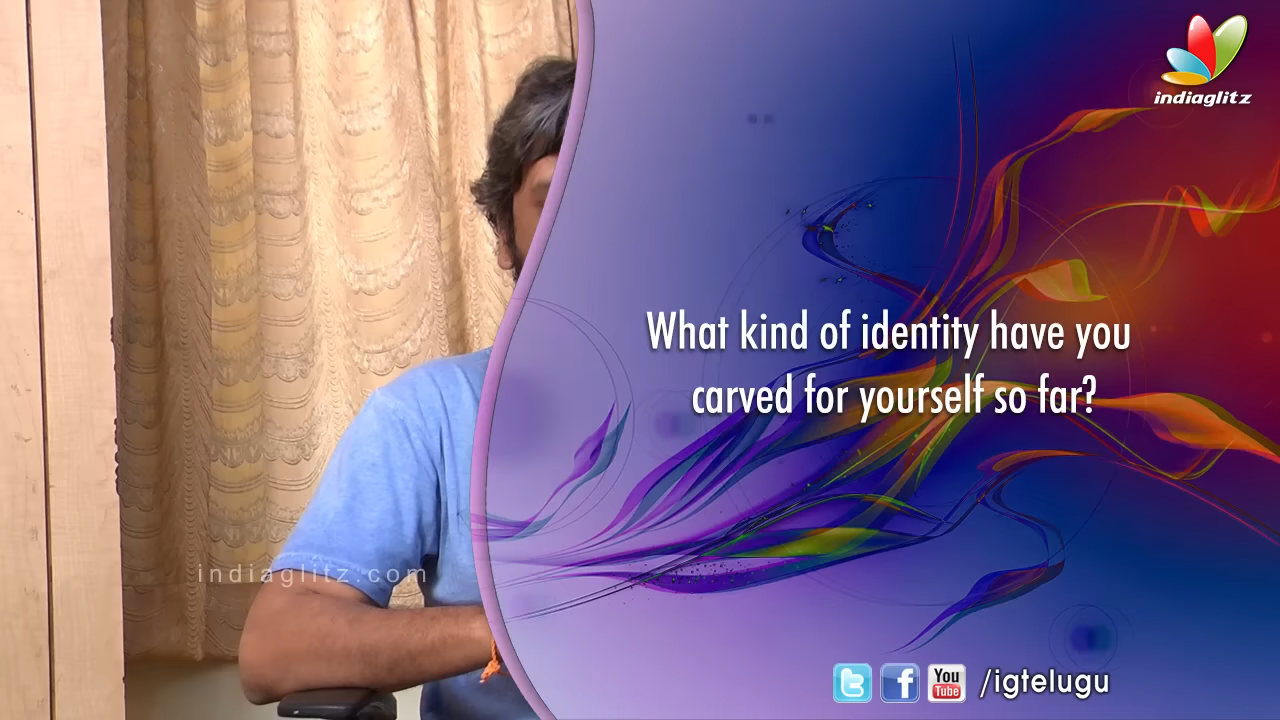 indiaglitz
What kind of identity have you
carved for yourself so far?
indiaglitz.com
You
Tube
/igtelugu